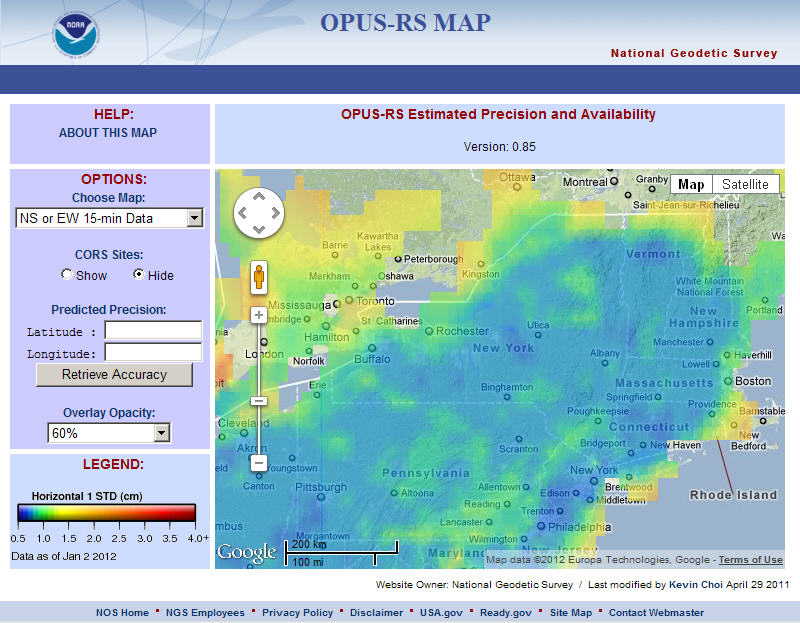 NOAA
OPUS-RS MAP
National Geodetic Survey
HELP:
ABOUT THIS MAP
OPUS-RS Estimated Precision and Availability
Version: 0.85
OPTIONS:
Choose Map:
NS or EW 15-min Data
CORS Sites:
Show Hide
Predicted Precision:
Latitude :
Longitude:
Retrieve Accuracy
Overlay Opacity:
60%
LEGEND:
Horizontal 1 STD (cm)
0.5 1.0 1.5 2.0 2.5 3.0 3.5 4.0+
Data as of Jan 2 2012
Map Satellite
Ottawa
Montreal
Granby
Saint-Jean-sur-Richelieu
Kawartha
Lakes
Barrie
Peterborough
Markham
Oshawa
Kingston
Vermont
White Mountain
National Forest
Mississauga
Toronto
Portland
New
Hampshire
mbridge
St. Catharines
Hamilton
Rochester
Utica
New York
Manchester
London
Norfolk
Buffalo
Albany
Lowell
Haverhill
Erie
Binghamton
Massachusetts
Boston
Springfield
Providence
Barnstable
Poughkeepsie
Connecticut
New
Bedford
Cleveland
Akron
Scranton
Bridgeport
New Haven
Youngstown
Canton
Pittsburgh
Pennsylvania
Altoona
Allentown
New York
Brentwood
Edison
Middletown
Rhode Island
Reading
Trenton
Lancaster
Philadelphia
Morgantown
Wilmington
Maryland
New Jersey
Google
200 km
100 mi
Map data ©2012 Europa Technologies, Google - Terms of Use
Website Owner: National Geodetic Survey / Last modified by Kevin Choi April 29 2011
NOS Home NGS Employees Privacy Policy Disclaimer USA.gov Ready.gov Site Map Contact Webmaster